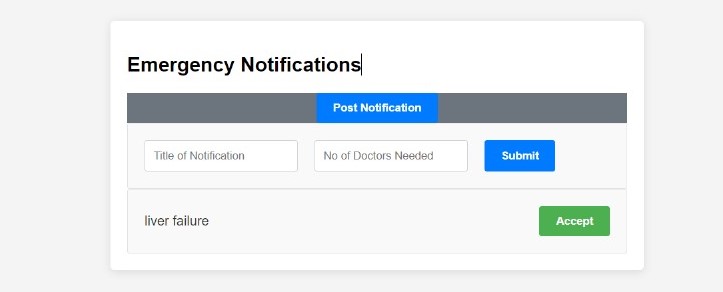 Emergency Notifications
Post Notification
Title of Notification No of Doctors Needed Submit
liver failure Accept